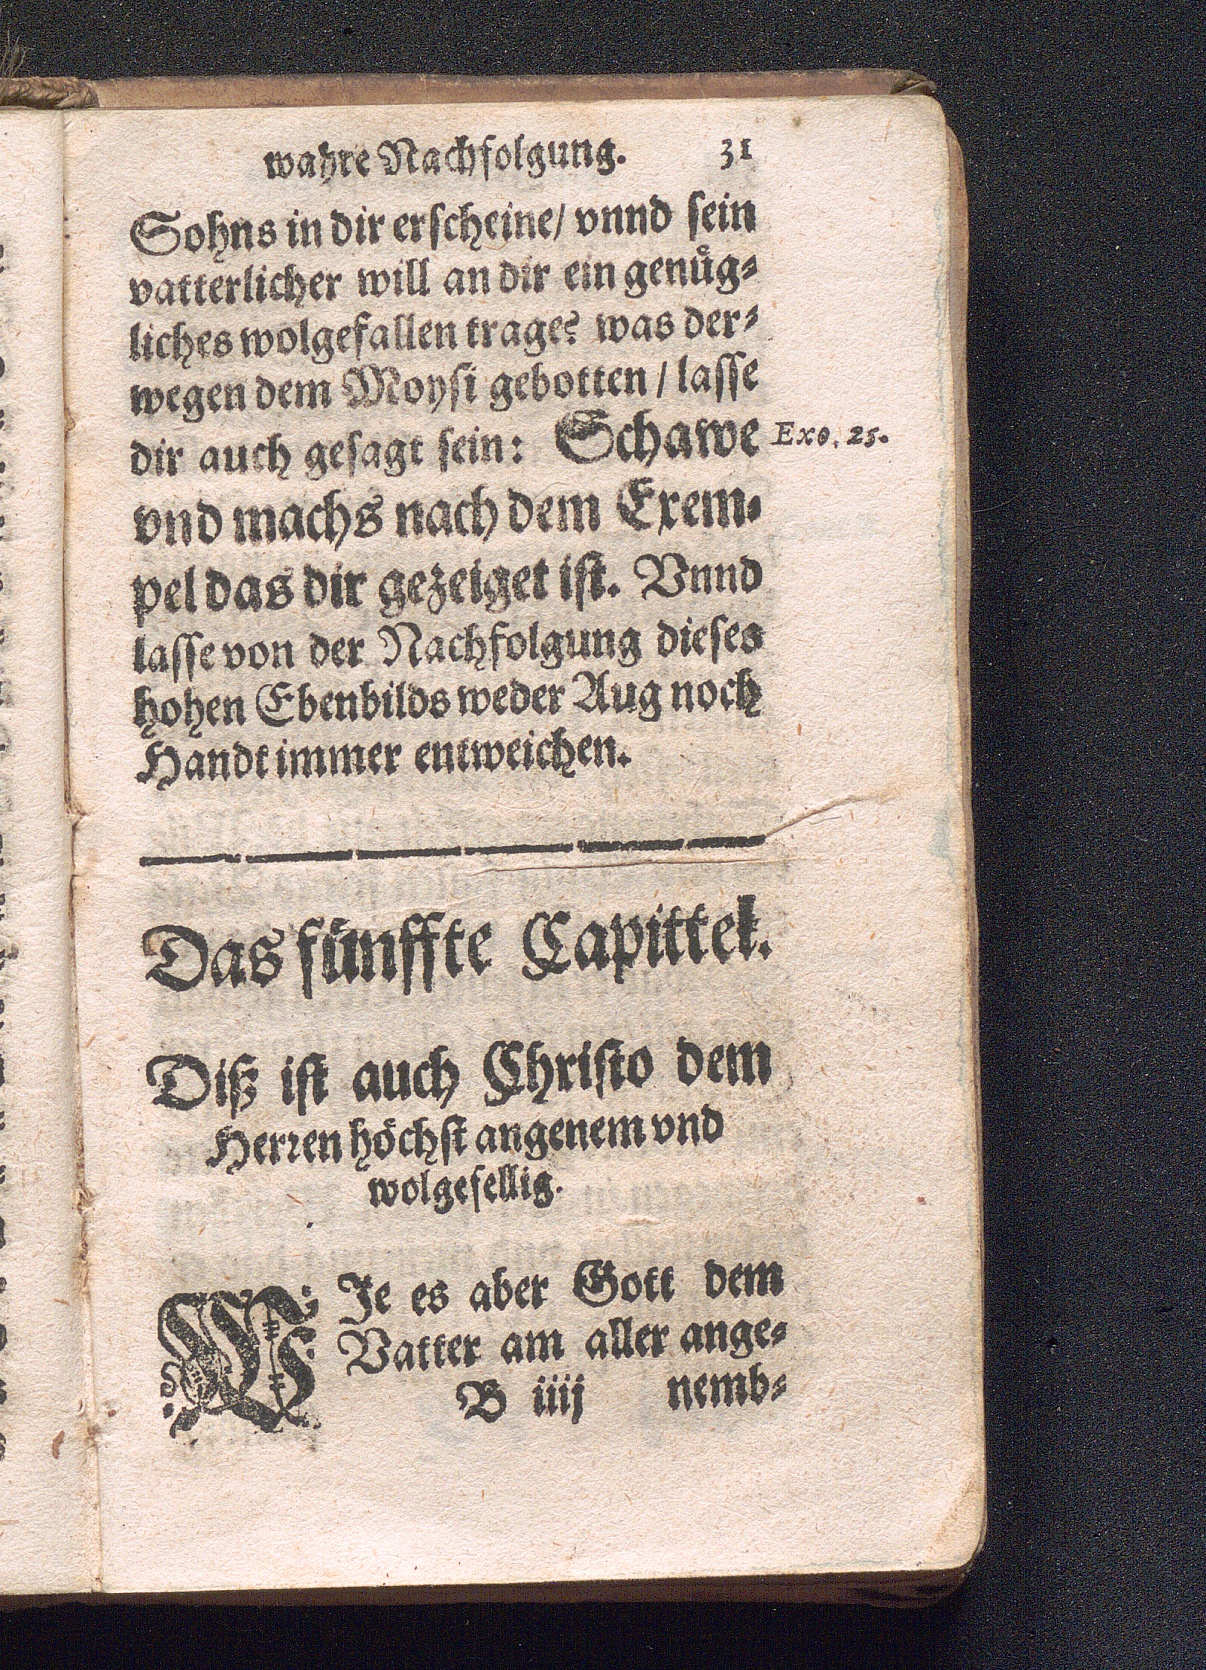 wahre Nachfolgung. 31
Sohns in dir erscheine/ vnnd sein
vatterlicher will an dir ein genuͤg-
liches wolgefallen trage? was der-
wegen dem Moysi gebotten / lasse
dir auch gesagt sein: Schawe
Exo. 25.
vnd machs nach dem Exem-
pel das dir gezeiget ist. Vnnd
lasse von der Nachfolgung dieses
hohen Ebenbilds weder Aug noch
Handt immer entweichen.
Das fünffte Capittel.
Diß ist auch Christo dem
Herren höchst angenem vnd
wolgefellig.
WIe es aber Gott dem
Vatter am aller ange-
B iiij nemb-